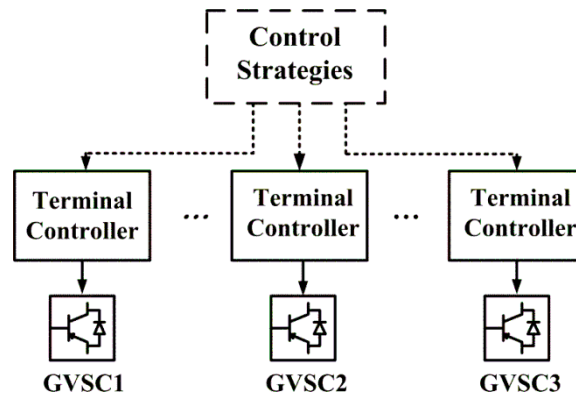 Control
Strategies
Terminal
Controller
...
Terminal
Controller
...
Terminal
Controller
GVSC1
GVSC2
GVSC3